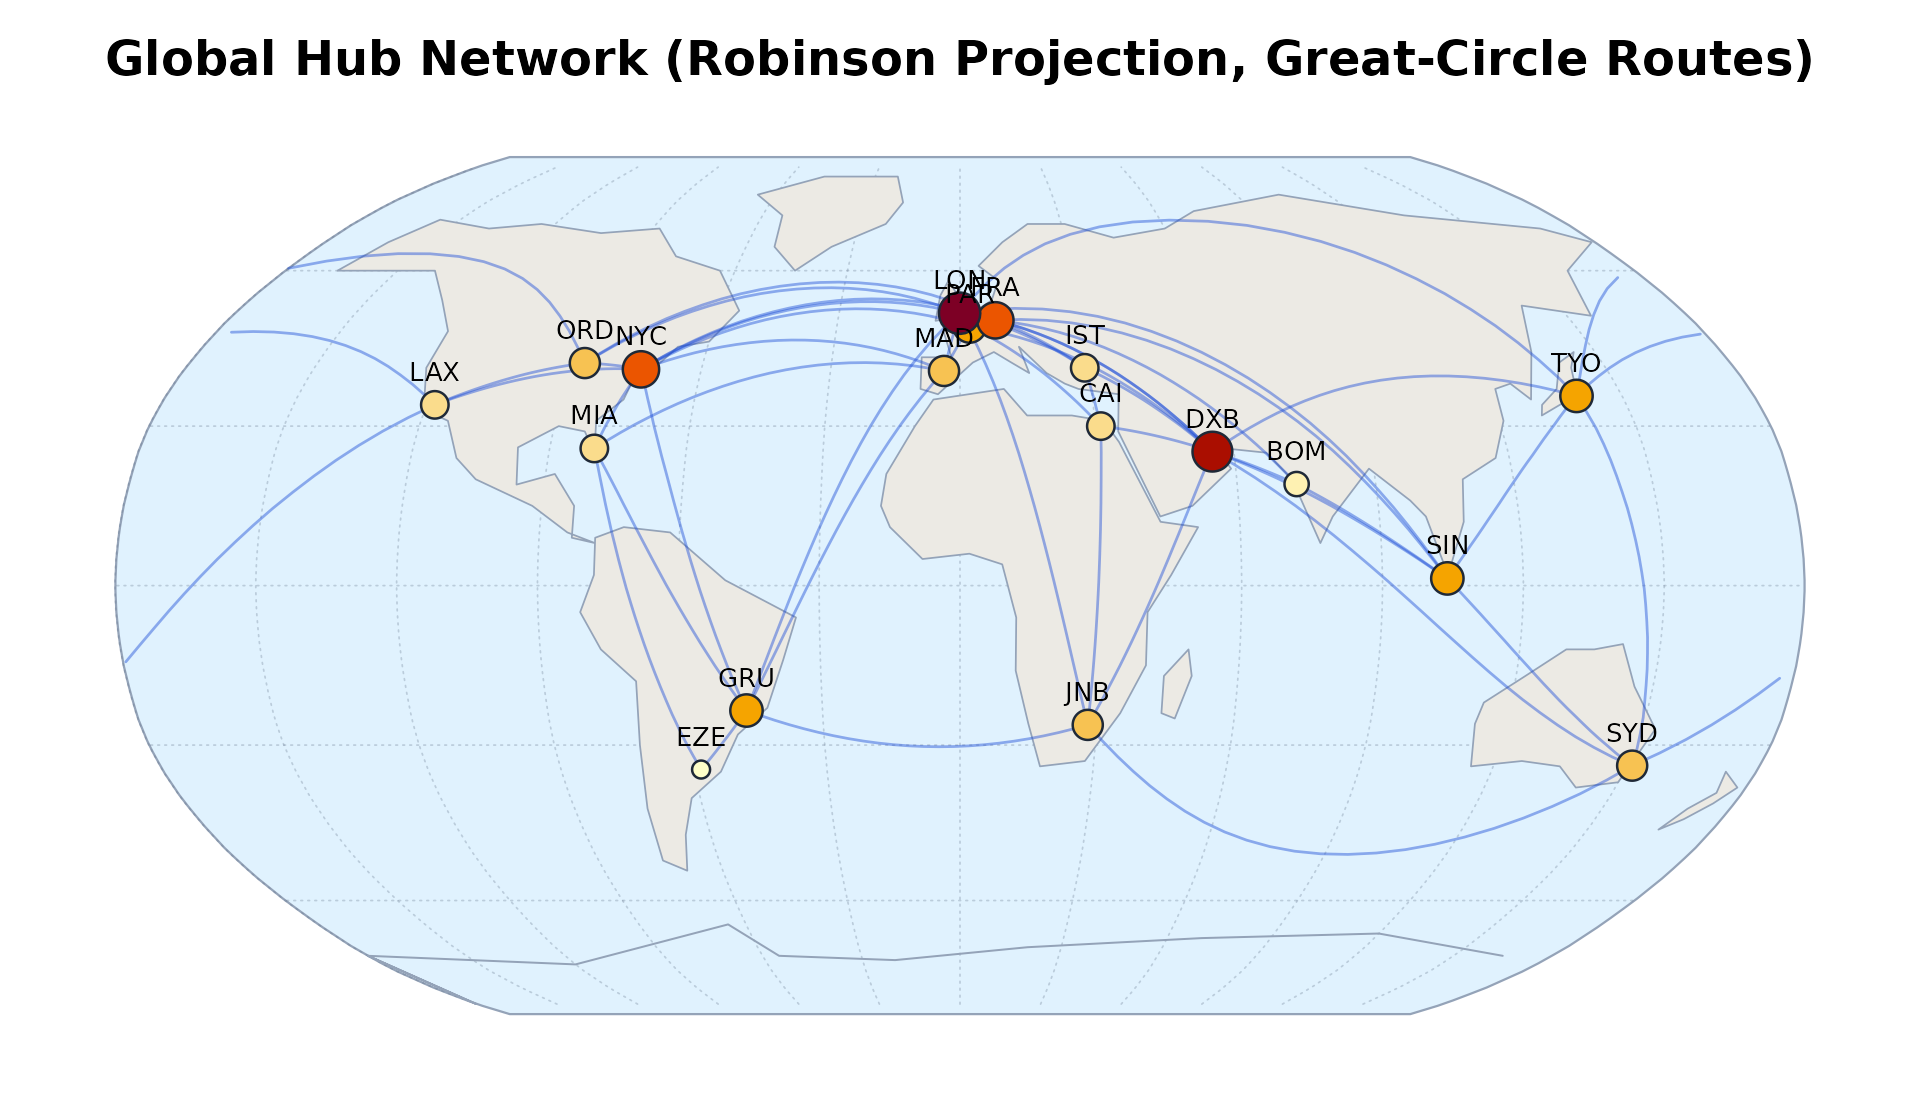 Global Hub Network (Robinson Projection, Great-Circle Routes)
LON
FRA
PAR
ORD
NYC
MAD
IST
LAX
TYO
CAI
MIA
DXB
BOM
SIN
GRU
JNB
EZE
SYD